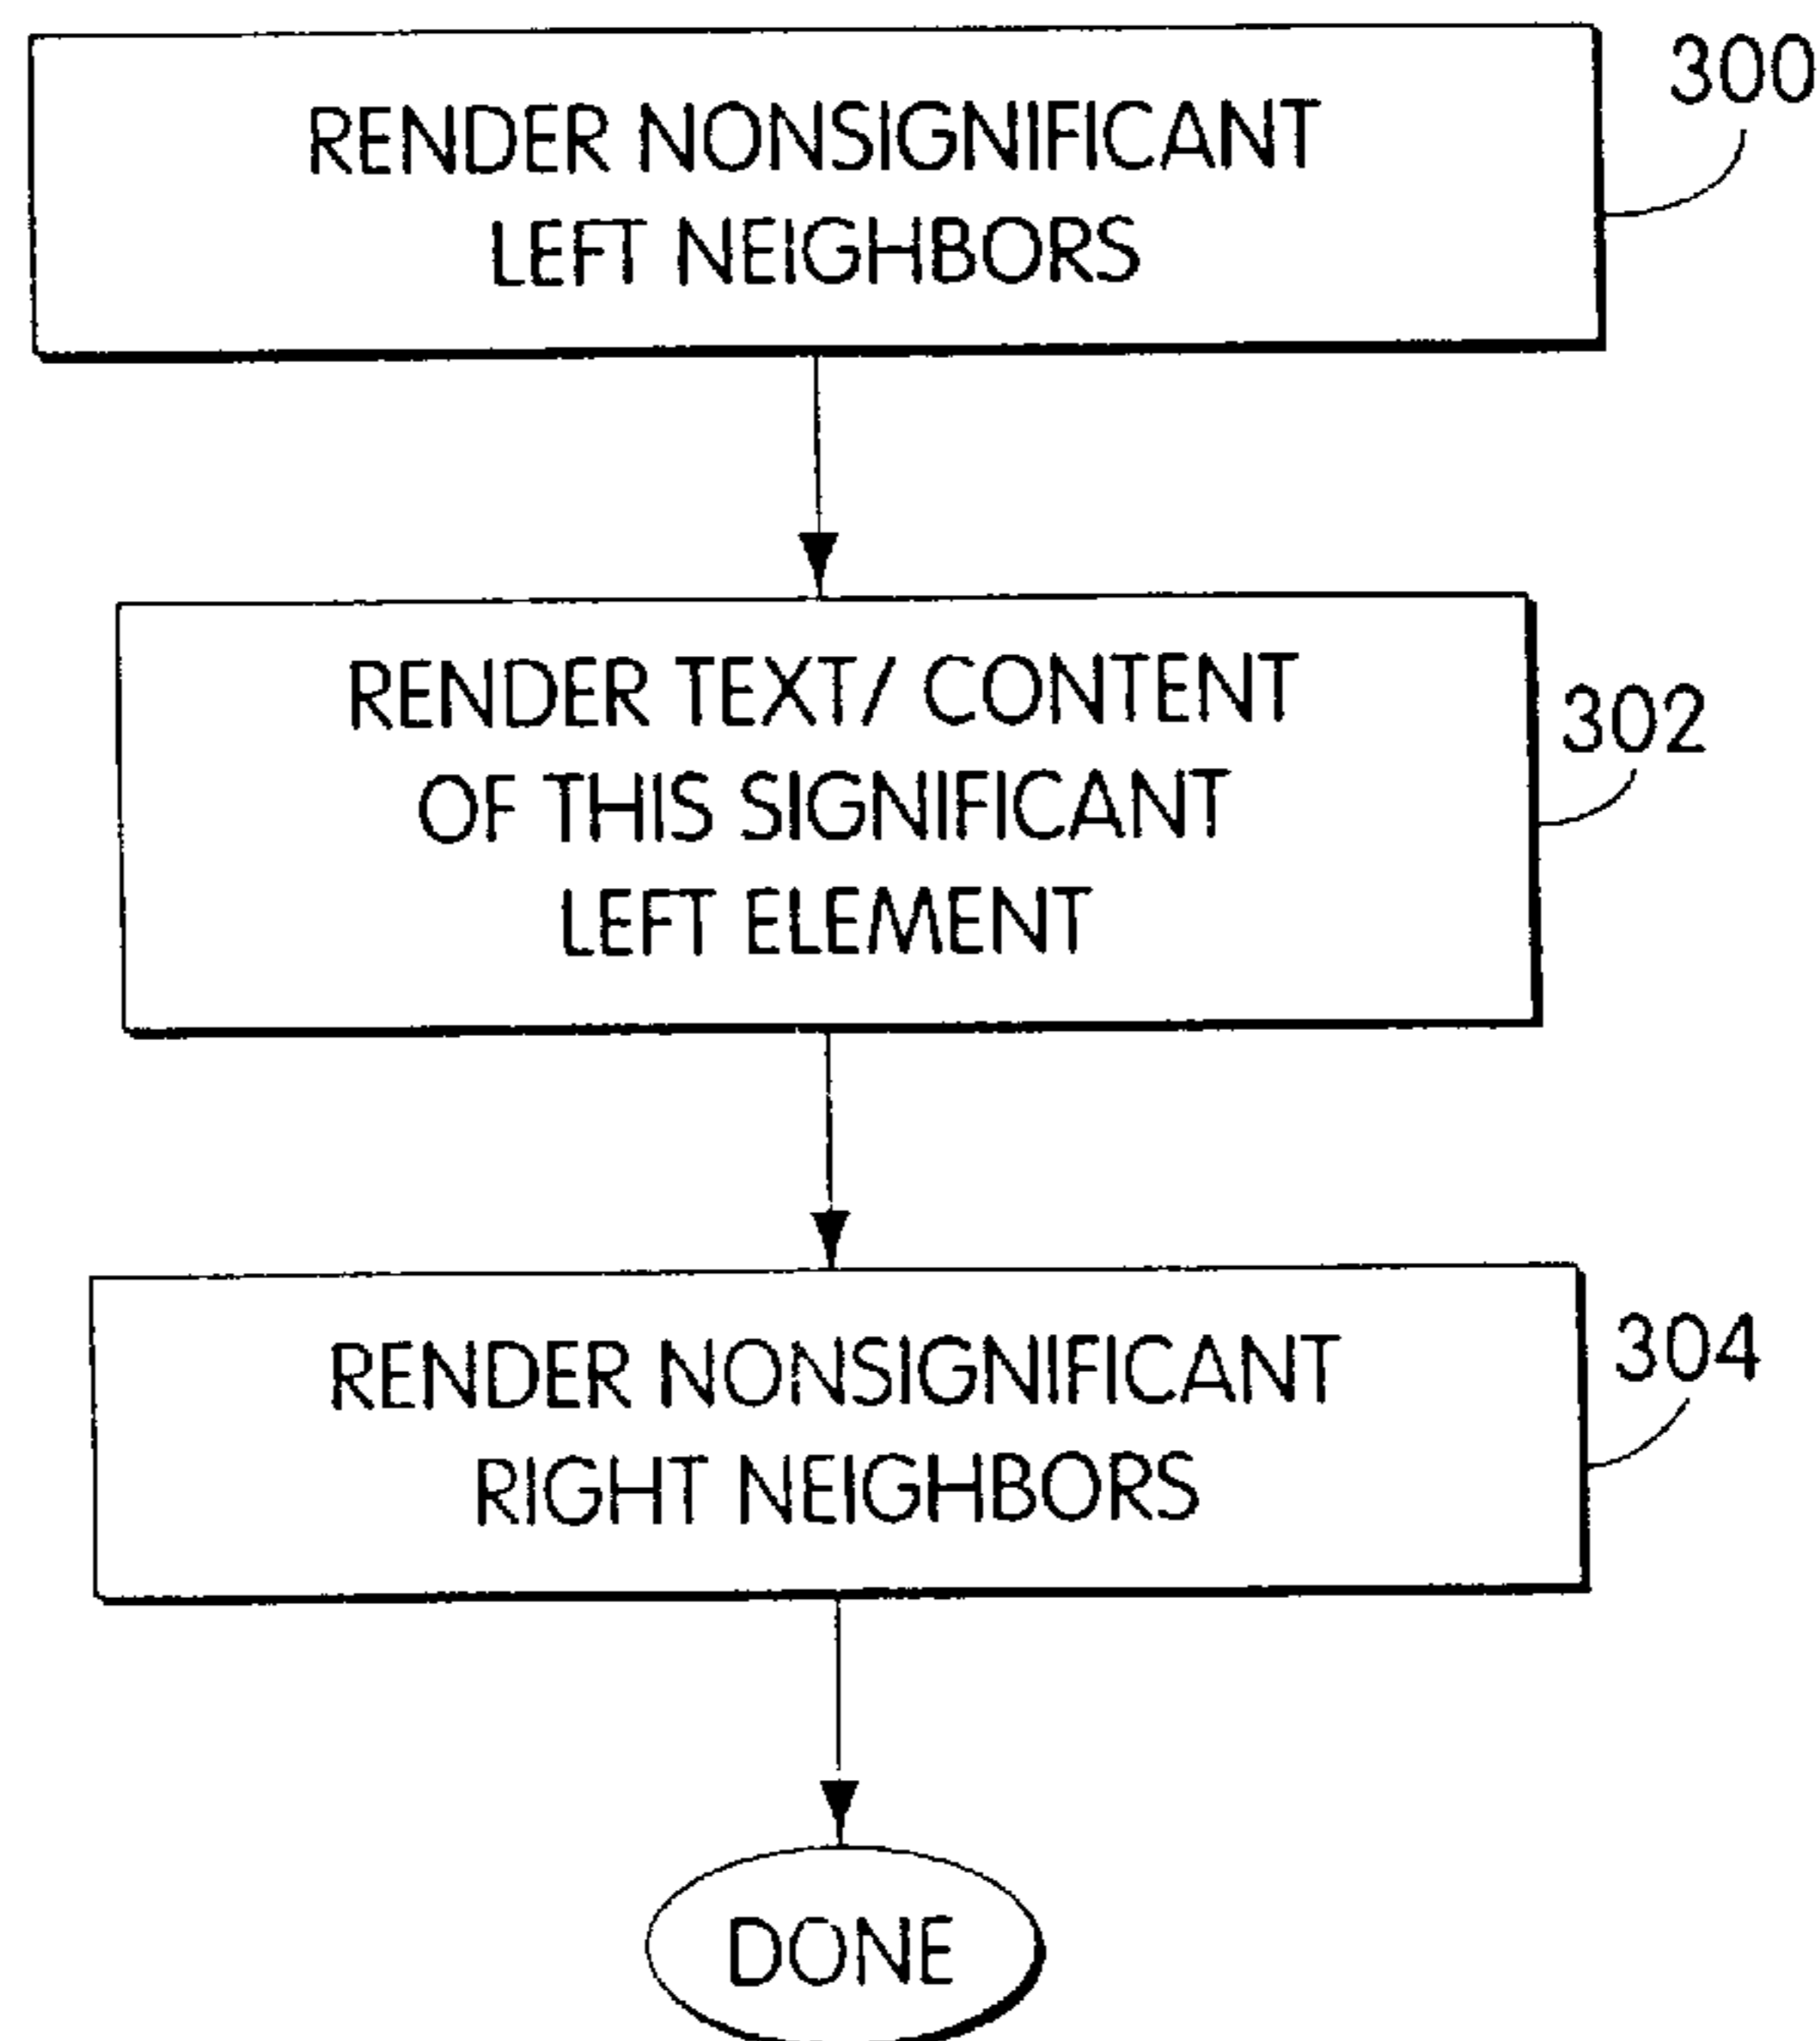 300
RENDER NONSIGNIFICANT
LEFT NEIGHBORS
RENDER TEXT/ CONTENT
302
OF THIS SIGNIFICANT
LEFT ELEMENT
304
RENDER NONSIGNIFICANT
RIGHT NEIGHBORS
DONE